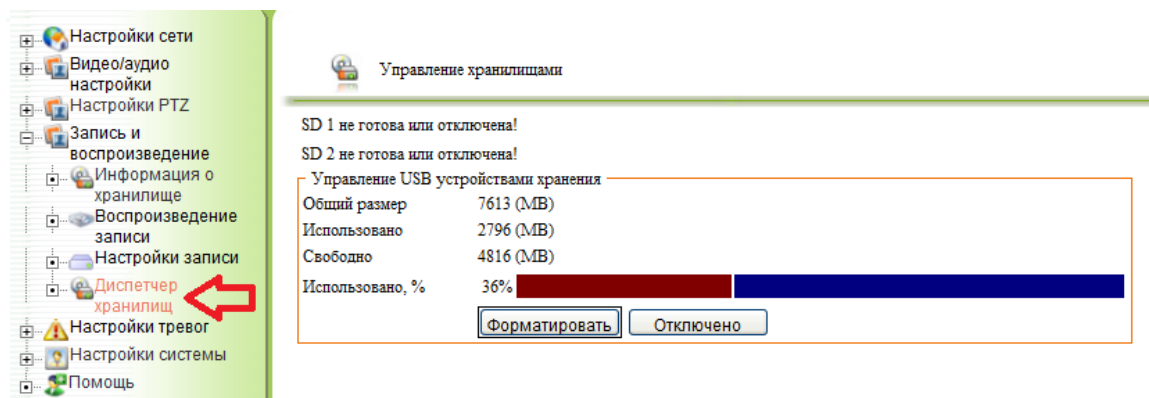 Настройки сети
Видео/аудио
настройки
Настройки PTZ
Запись и
воспроизведение
Информация о
хранилище
Воспроизведение
записи
Настройки записи
Диспетчер
хранилищ
Настройки тревог
Настройки системы
Помощь
Управление хранилищами
SD 1 не готова или отключена!
SD 2 не готова или отключена!
Управление USB устройствами хранения
Общий размер 7613 (MB)
Использовано 2796 (MB)
Свободно 4816 (MB)
Использовано, % 36%
Форматировать Отключено